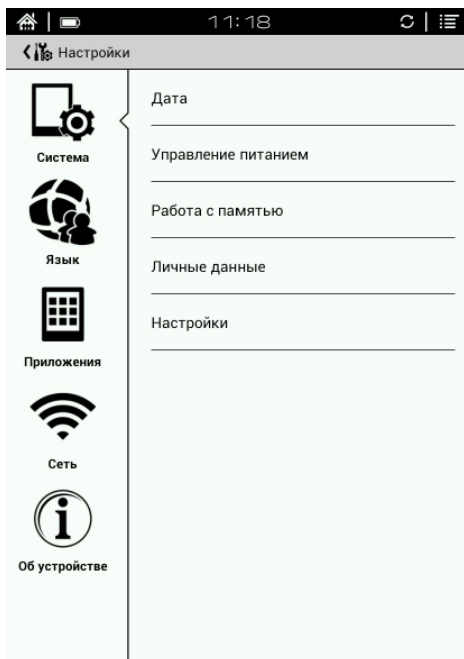 11:18
Настройки
Система
Дата
Управление питанием
Работа с памятью
Личные данные
Настройки
Язык
Приложения
Сеть
Об устройстве